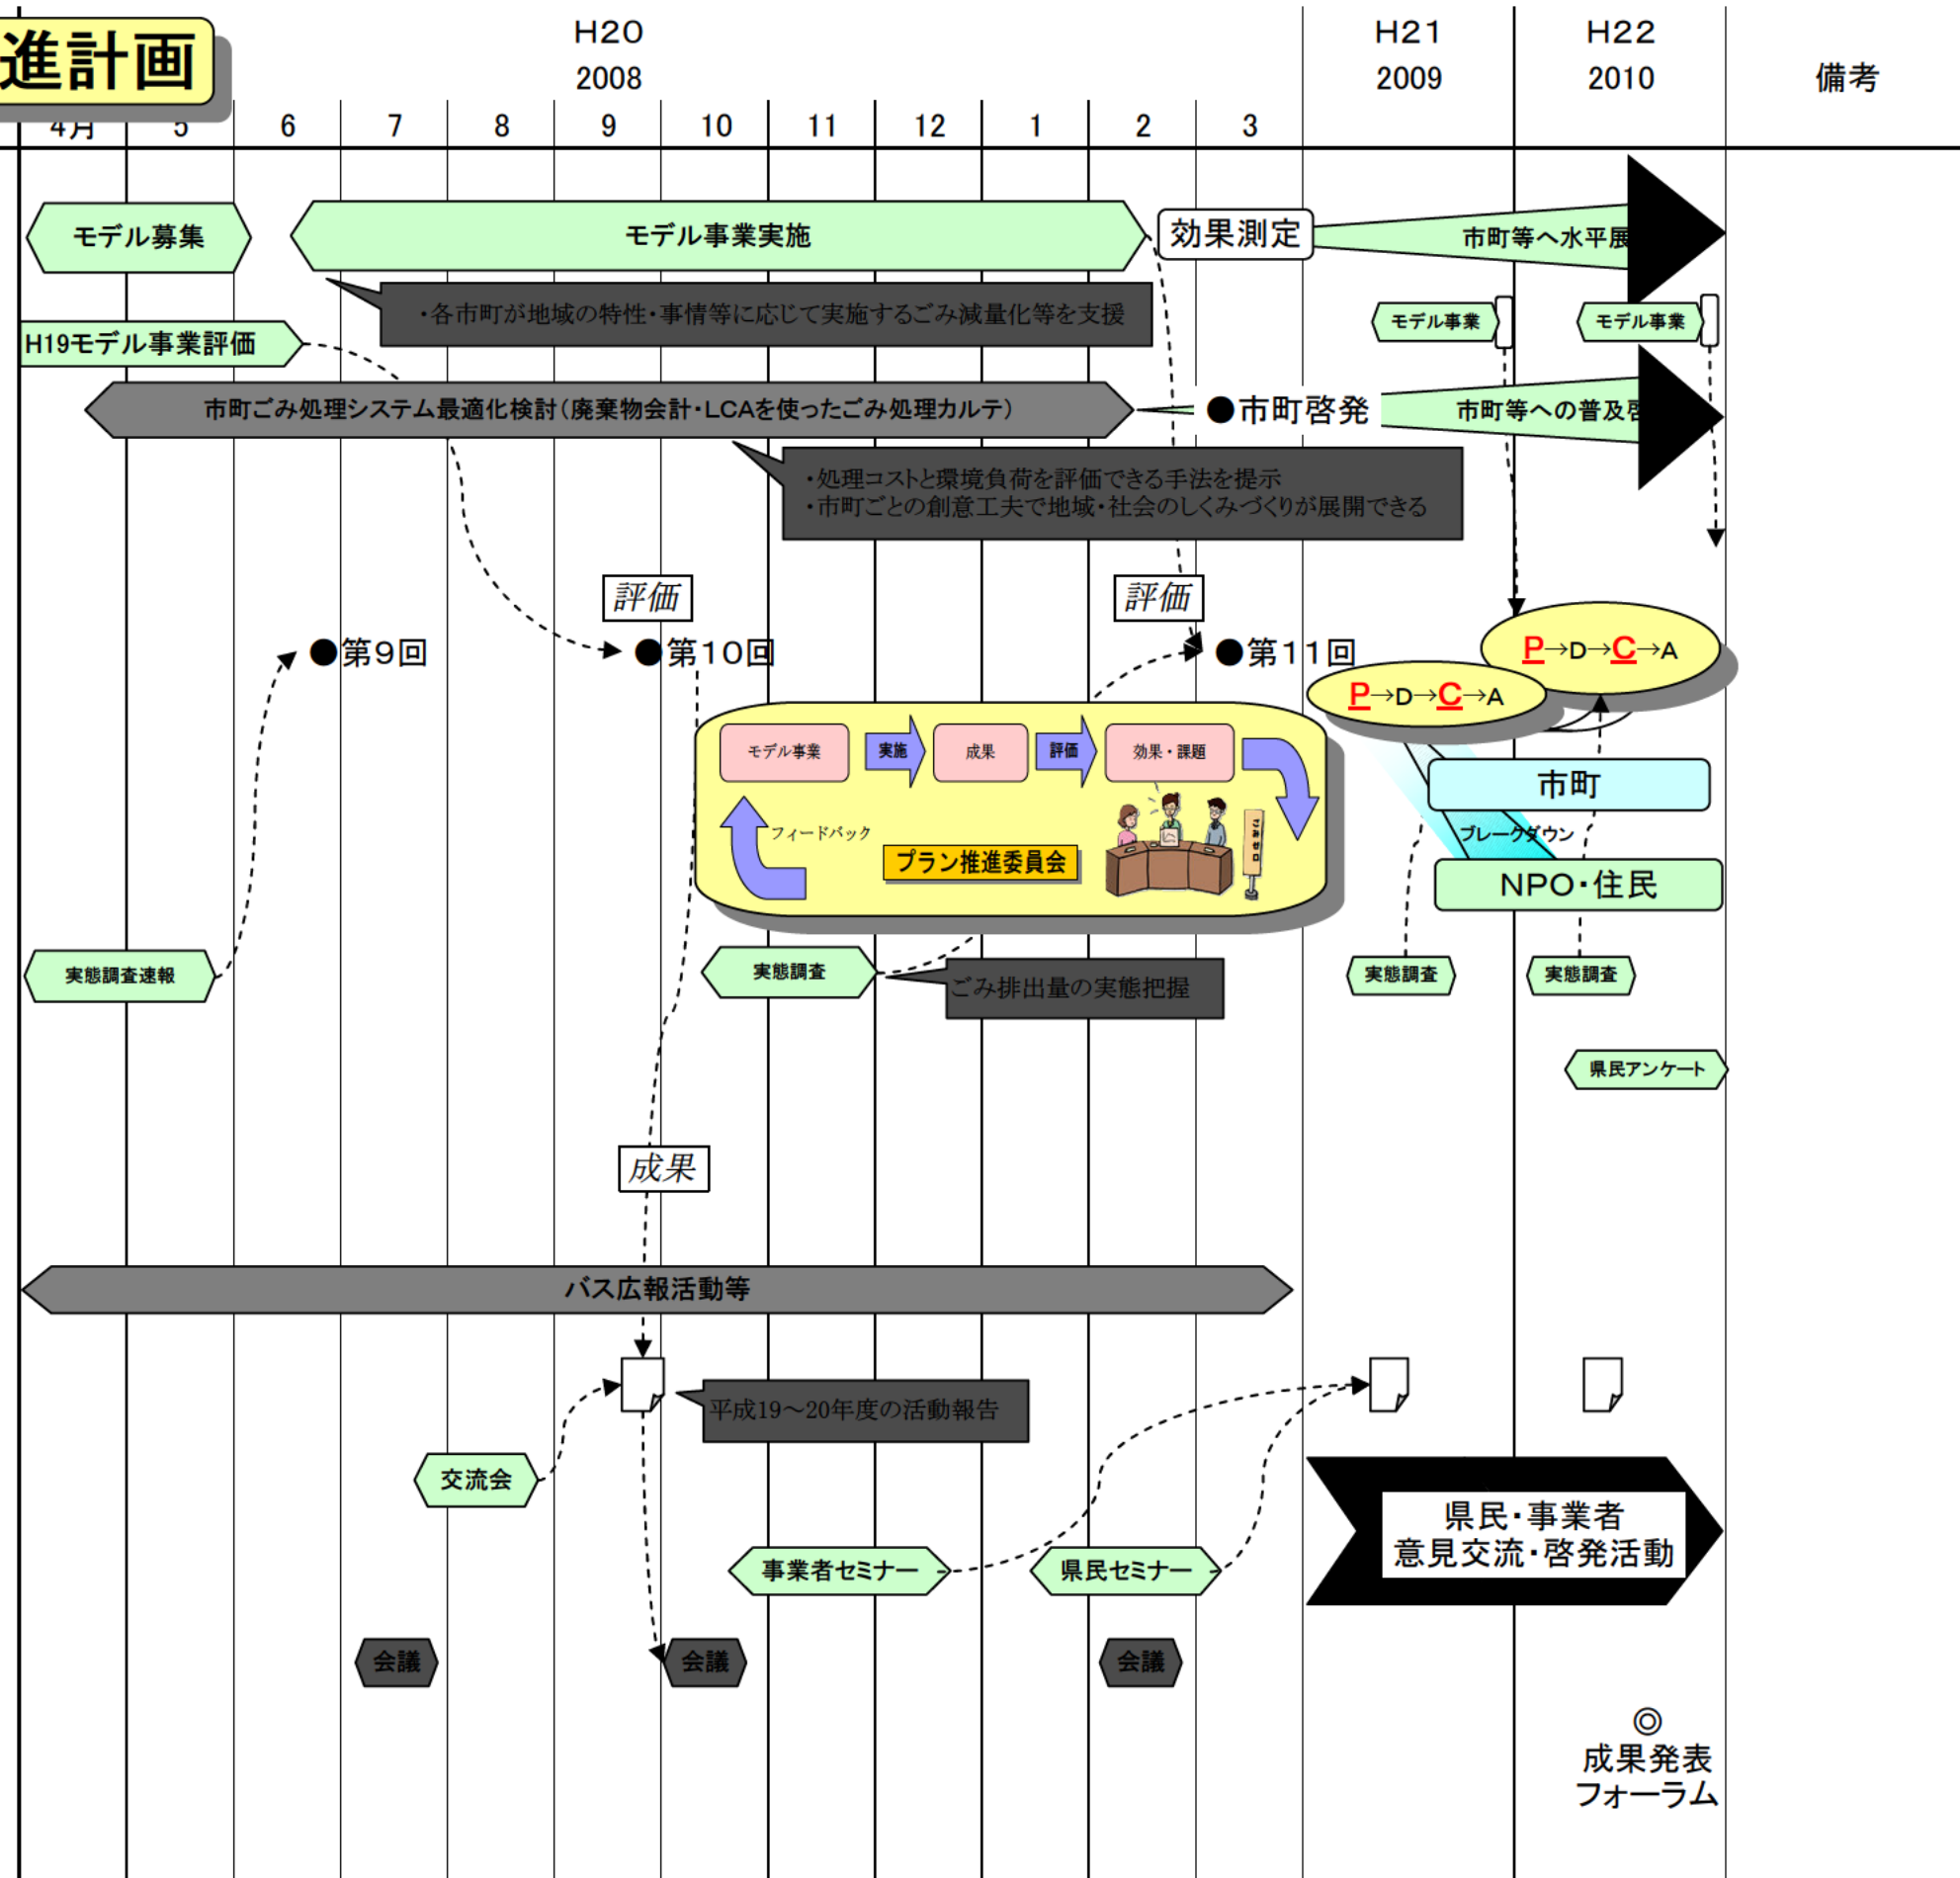 進計画
H20
2008
H21
2009
H22
2010
備考
4月 5 6 7 8 9 10 11 12 1 2 3
モデル募集
モデル事業実施
効果測定
市町等へ水平展
・各市町が地域の特性・事情等に応じて実施するごみ減量化等を支援
モデル事業
モデル事業
H19モデル事業評価
市町ごみ処理システム最適化検討(廃棄物会計・LCAを使ったごみ処理カルテ)
●市町啓発
市町等への普及啓
・処理コストと環境負荷を評価できる手法を提示
・市町ごとの創意工夫で地域・社会のしくみづくりが展開できる
評価
評価
●第9回
●第10回
●第11回
P→D→C→A
P→D→C→A
モデル事業
実施
成果
評価
効果・課題
フィードバック
プラン推進委員会
ごみゼロ
市町
ブレークダウン
NPO・住民
実態調査速報
実態調査
ごみ排出量の実態把握
実態調査
実態調査
県民アンケート
成果
バス広報活動等
平成19～20年度の活動報告
交流会
県民・事業者
意見交流・啓発活動
事業者セミナー
県民セミナー
会議
会議
会議
◎
成果発表
フォーラム